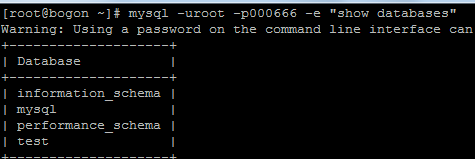 [root@bogon ~]# mysql -uroot -p000666 -e "show databases"
Warning: Using a password on the command line interface can
+--------------------+
| Database           |
+--------------------+
| information_schema |
| mysql              |
| performance_schema |
| test               |
+--------------------+